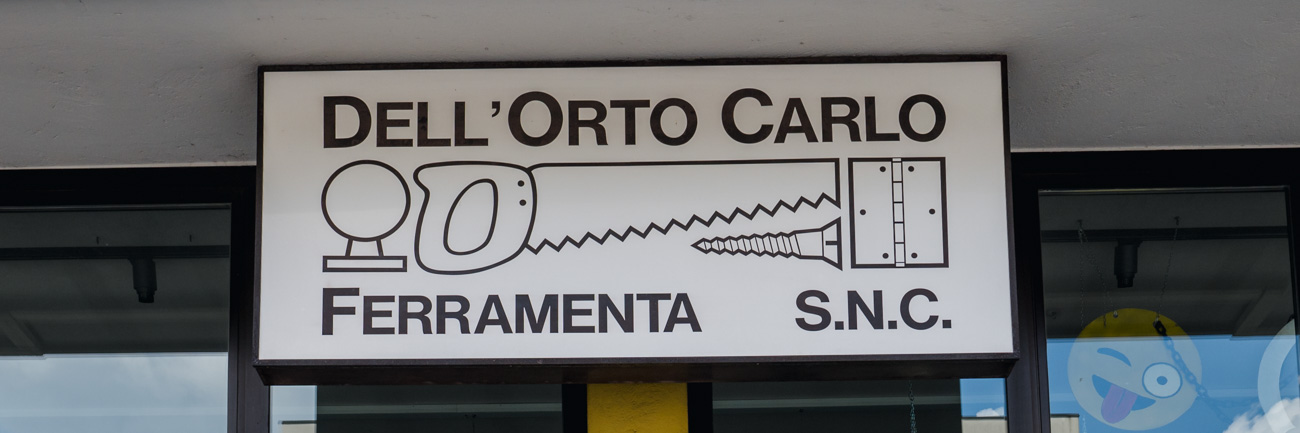 DELL'ORTO CARLO
FERRAMENTA S.N.C.